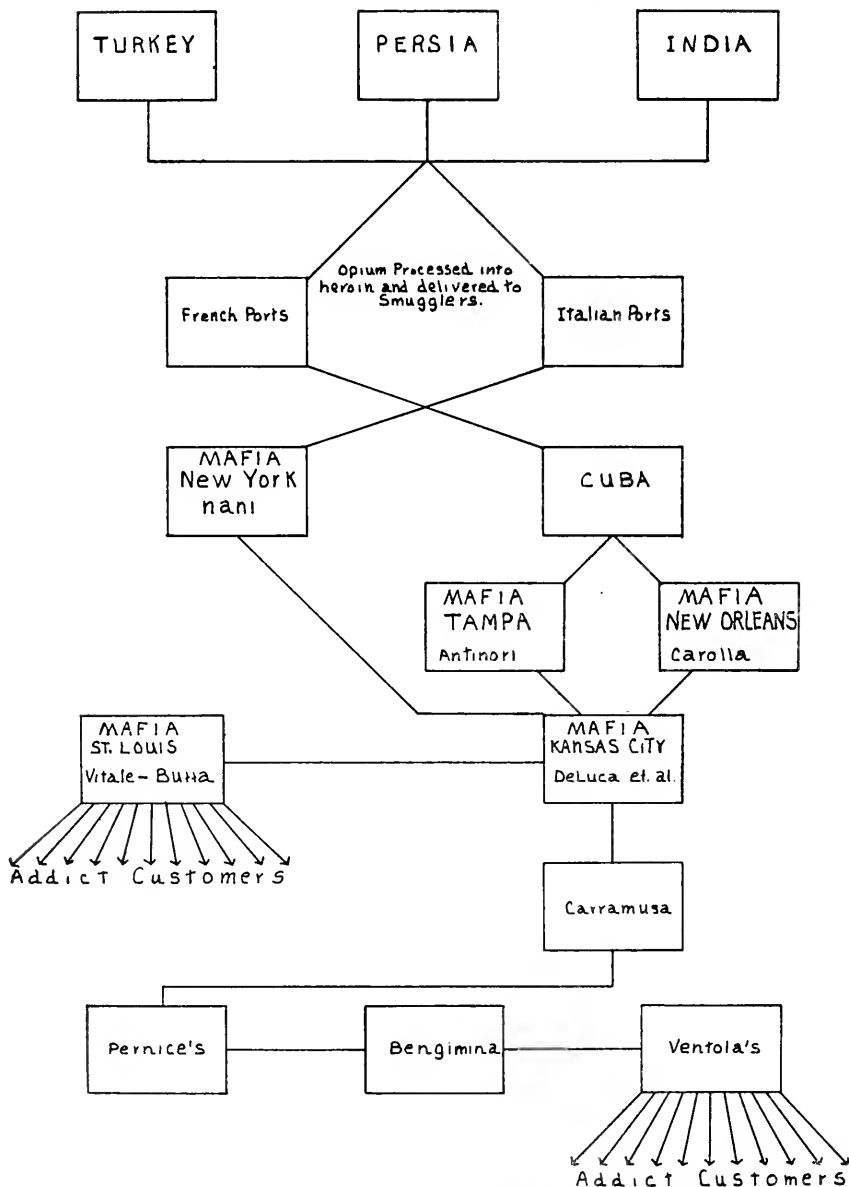 TURKEY
PERSIA
INDIA
Opium Processed into
heroin and delivered to
Smugglers.
French Ports
Italian Ports
MAFIA
New York
nani
CUBA
MAFIA
TAMPA
Antinori
MAFIA
NEW ORLEANS
Carolla
MAFIA
ST. LOUIS
Vitale-Butta
MAFIA
KANSAS CITY
DeLuca et. al.
Addict Customers
Carramusa
Pernice's
Bengimina
Ventola's
Addict Customers